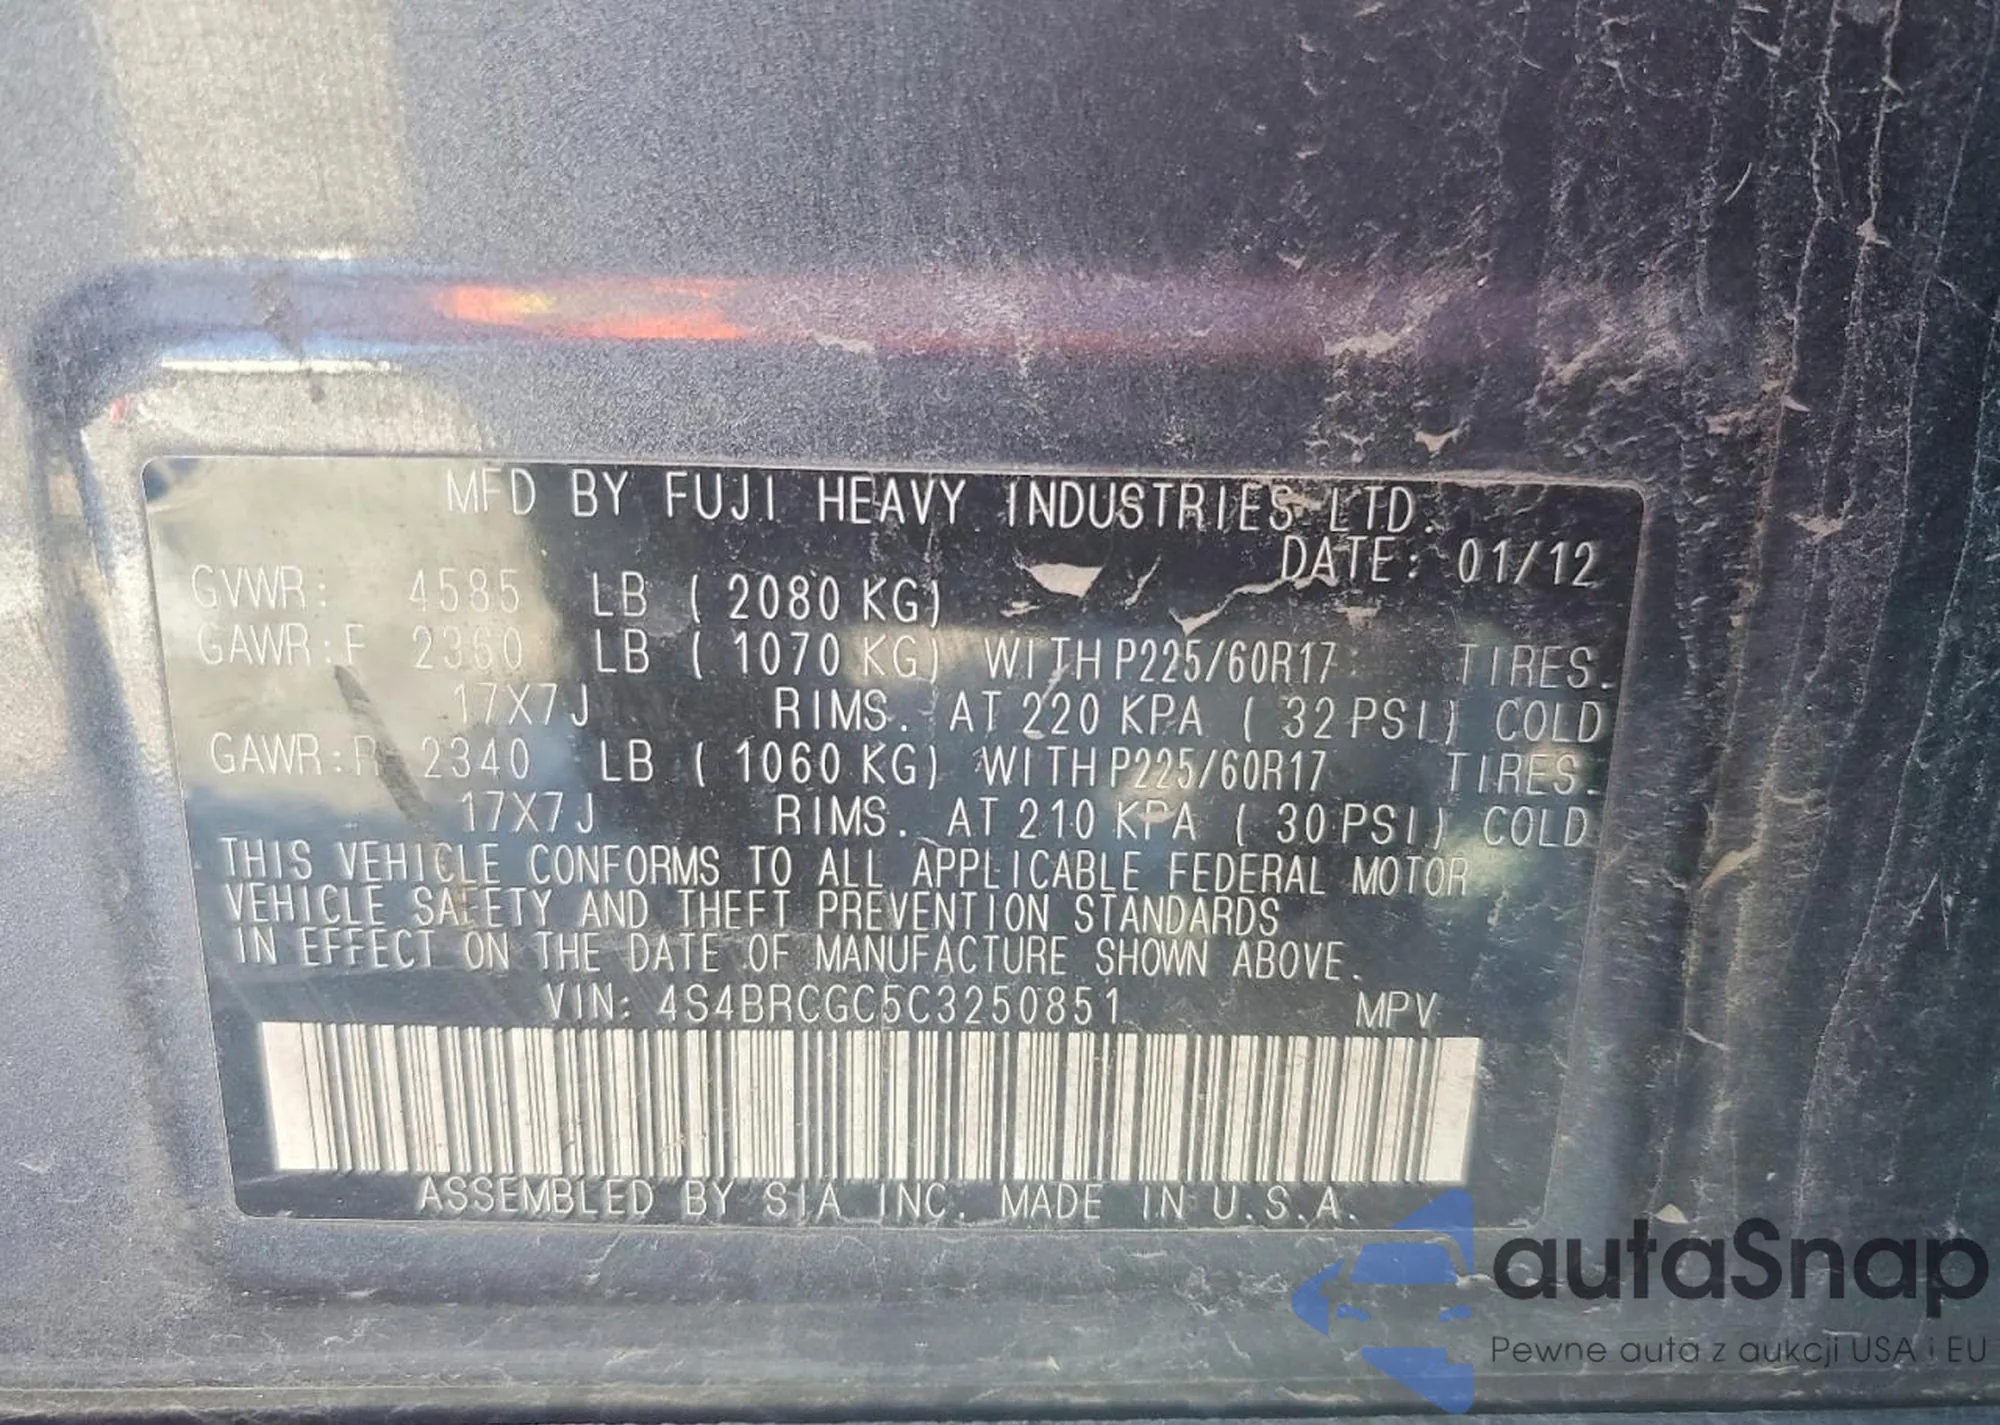 MFD BY FUJI HEAVY INDUSTRIES LTD.
DATE: 01/12
GVWR: 4585 LB ( 2080 KG)
GAWR:F 2360 LB ( 1070 KG) WITH P225/60R17 TIRES.
17X7J RIMS. AT 220 KPA ( 32 PSI) COLD
GAWR:R 2340 LB ( 1060 KG) WITH P225/60R17 TIRES.
17X7J RIMS. AT 210 KPA ( 30 PSI) COLD
THIS VEHICLE CONFORMS TO ALL APPLICABLE FEDERAL MOTOR
VEHICLE SAFETY AND THEFT PREVENTION STANDARDS
IN EFFECT ON THE DATE OF MANUFACTURE SHOWN ABOVE.
VIN: 4S4BRCGC5C3250851 MPV
ASSEMBLED BY SIA INC. MADE IN U.S.A.
autaSnap
Pewne auta z aukcji USA i EU